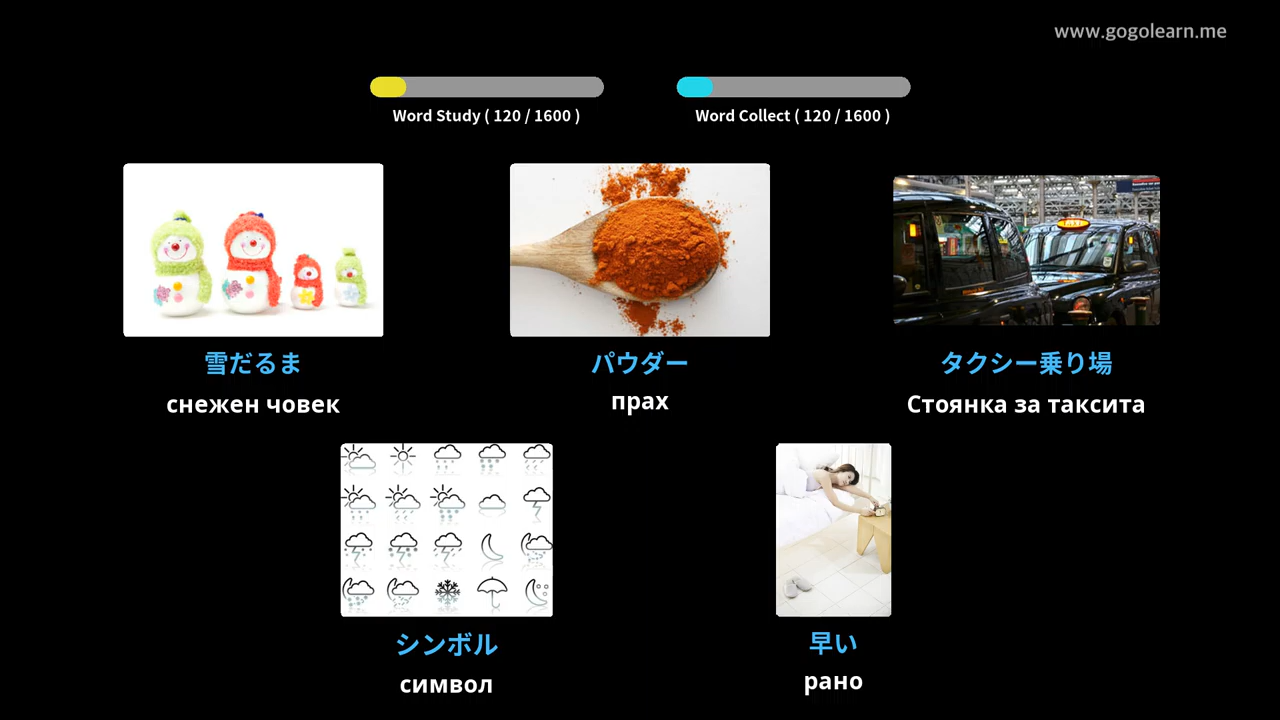 www.gogolearn.me
Word Study ( 120 / 1600 )
Word Collect ( 120 / 1600 )
雪だるま
снежен човек
パウダー
прах
タクシー乗り場
Стоянка за таксита
シンボル
символ
早い
рано